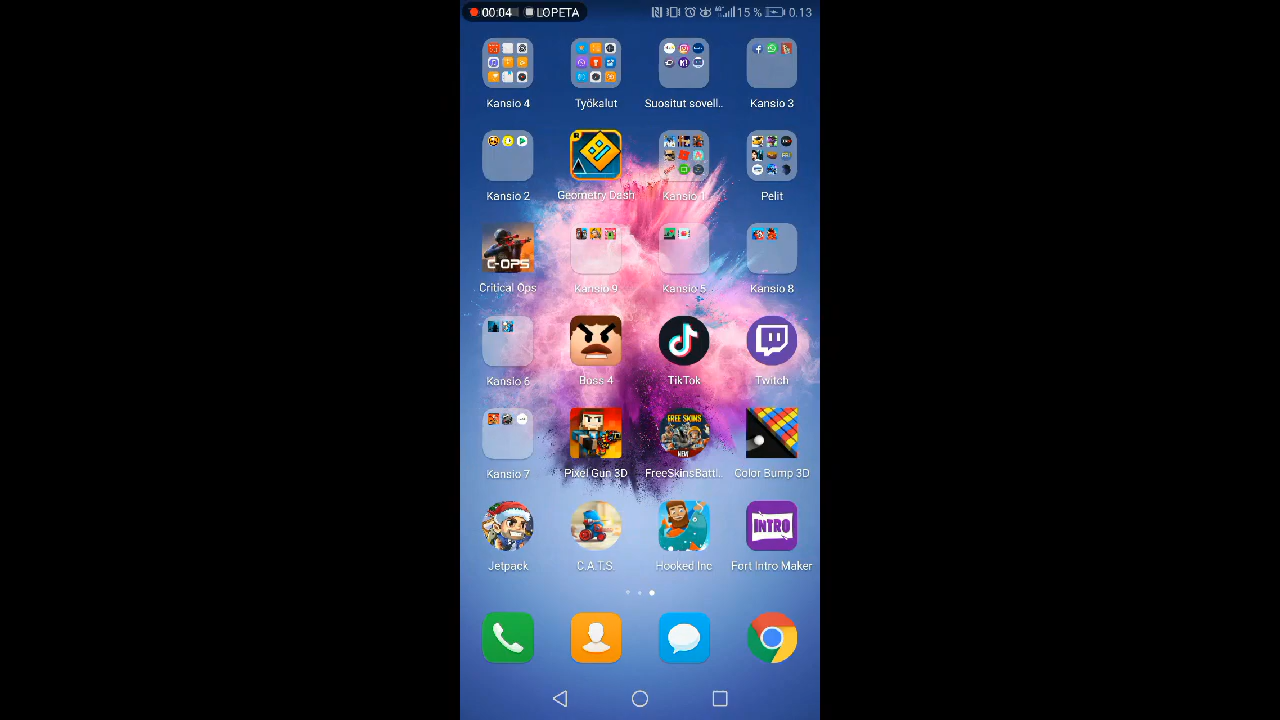 00:04 LOPETA 4G 15 % 0.13
Kansio 4 Työkalut Suositut sovell.. Kansio 3
Kansio 2 Geometry Dash Kansio 1 Pelit
C-OPS
Critical Ops Kansio 9 Kansio 5 Kansio 8
Kansio 6 Boss 4 TikTok Twitch
FREE SKINS
NEW
Kansio 7 Pixel Gun 3D FreeSkinsBattl.. Color Bump 3D
INTRO
Jetpack C.A.T.S. Hooked Inc Fort Intro Maker